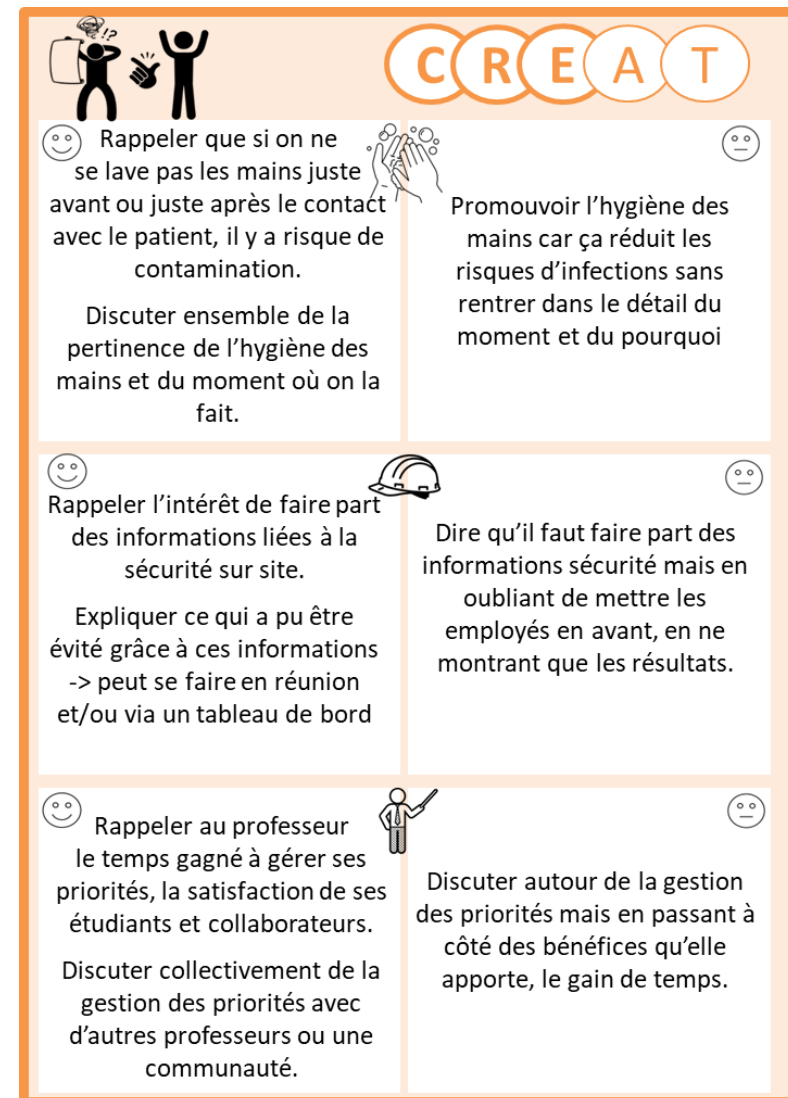 !?
C R E A T
Rappeler que si on ne
se lave pas les mains juste
avant ou juste après le contact
avec le patient, il y a risque de
contamination.
Discuter ensemble de la
pertinence de l’hygiène des
mains et du moment où on la
fait.
Promouvoir l’hygiène des
mains car ça réduit les
risques d’infections sans
rentrer dans le détail du
moment et du pourquoi
Rappeler l’intérêt de faire part
des informations liées à la
sécurité sur site.
Expliquer ce qui a pu être
évité grâce à ces informations
-> peut se faire en réunion
et/ou via un tableau de bord
Dire qu’il faut faire part des
informations sécurité mais en
oubliant de mettre les
employés en avant, en ne
montrant que les résultats.
Rappeler au professeur
le temps gagné à gérer ses
priorités, la satisfaction de ses
étudiants et collaborateurs.
Discuter collectivement de la
gestion des priorités avec
d’autres professeurs ou une
communauté.
Discuter autour de la gestion
des priorités mais en passant à
côté des bénéfices qu’elle
apporte, le gain de temps.